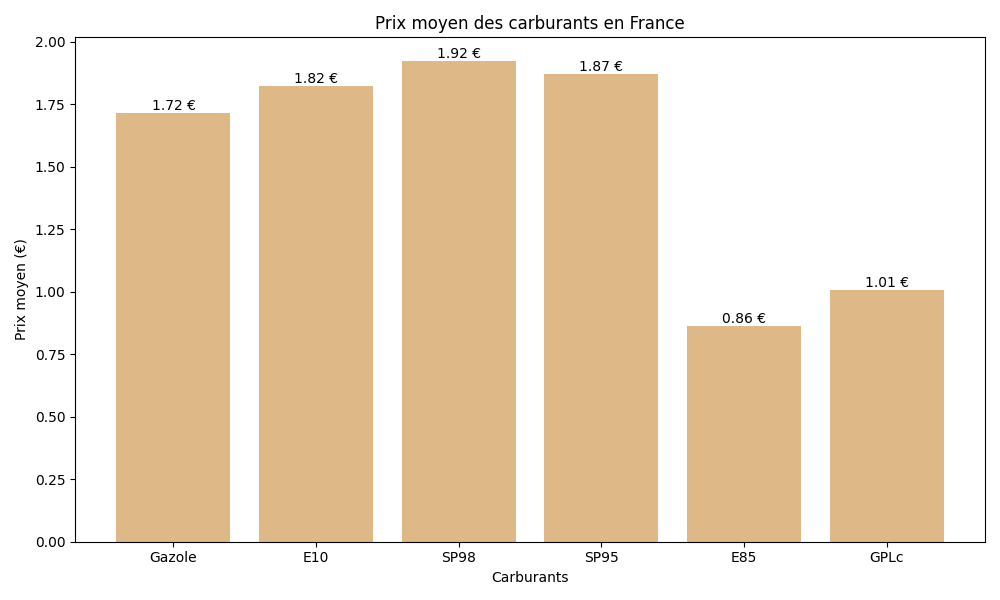 Prix moyen des carburants en France
Prix moyen (€)
2.00
1.75
1.50
1.25
1.00
0.75
0.50
0.25
0.00
1.72 €
1.82 €
1.92 €
1.87 €
0.86 €
1.01 €
Gazole
E10
SP98
SP95
E85
GPLc
Carburants